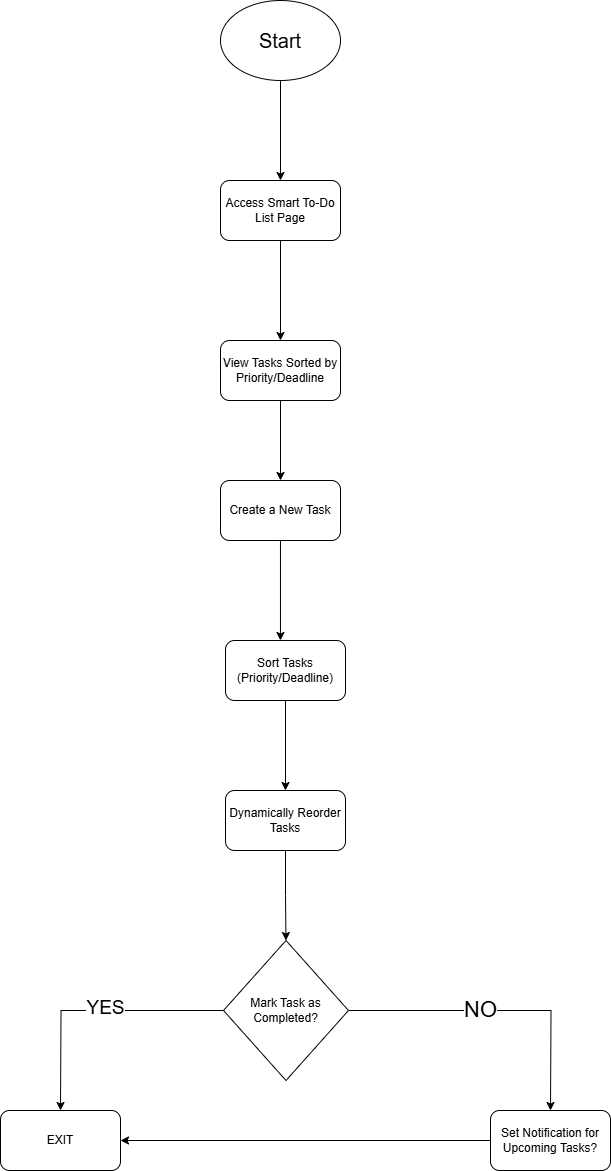 Start
Access Smart To-Do
List Page
View Tasks Sorted by
Priority/Deadline
Create a New Task
Sort Tasks
(Priority/Deadline)
Dynamically Reorder
Tasks
Mark Task as
Completed?
YES
NO
EXIT
Set Notification for
Upcoming Tasks?